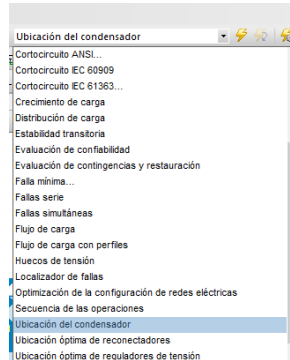 Ubicación del condensador
Cortocircuito ANSI...
Cortocircuito IEC 60909
Cortocircuito IEC 61363...
Crecimiento de carga
Distribución de carga
Estabilidad transitoria
Evaluación de confiabilidad
Evaluación de contingencias y restauración
Falla mínima...
Fallas serie
Fallas simultáneas
Flujo de carga
Flujo de carga con perfiles
Huecos de tensión
Localizador de fallas
Optimización de la configuración de redes eléctricas
Secuencia de las operaciones
Ubicación del condensador
Ubicación óptima de reconectadores
Ubicación óptima de reguladores de tensión